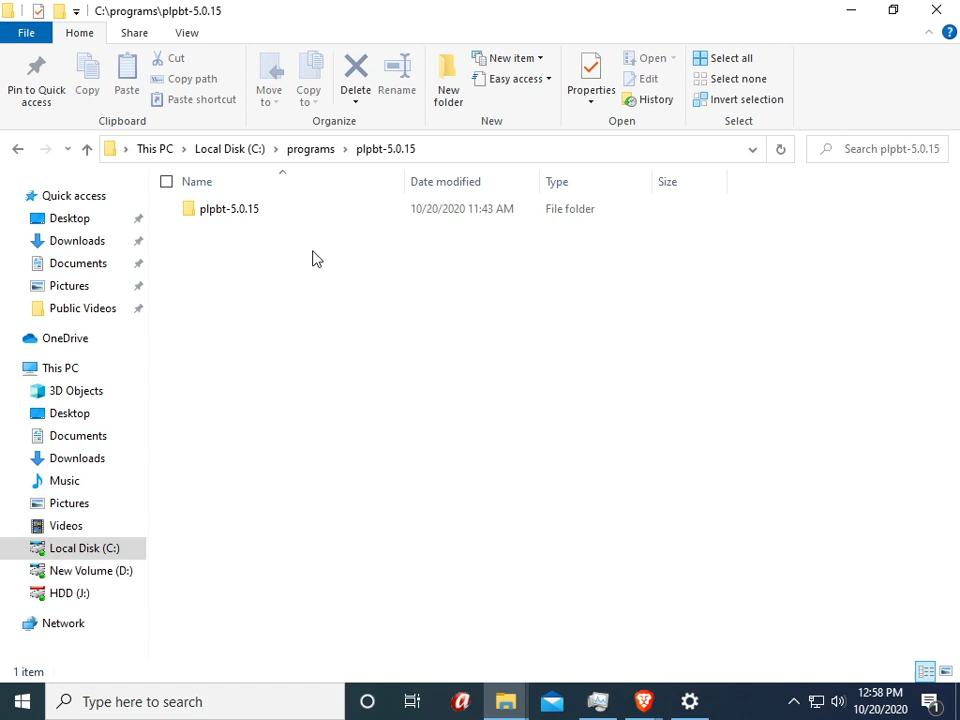 C:\programs\plpbt-5.0.15
File
Home
Share
View
Pin to Quick access
Copy
Paste
Cut
Copy path
Paste shortcut
Clipboard
Move to
Copy to
Delete
Rename
Organize
New folder
New item
Easy access
New
Properties
Open
Edit
History
Open
Select all
Select none
Invert selection
Select
This PC > Local Disk (C:) > programs > plpbt-5.0.15
Search plpbt-5.0.15
Name
Date modified
Type
Size
plpbt-5.0.15
10/20/2020 11:43 AM
File folder
Quick access
Desktop
Downloads
Documents
Pictures
Public Videos
OneDrive
This PC
3D Objects
Desktop
Documents
Downloads
Music
Pictures
Videos
Local Disk (C:)
New Volume (D:)
HDD (J:)
Network
1 item
Type here to search
12:58 PM
10/20/2020
1